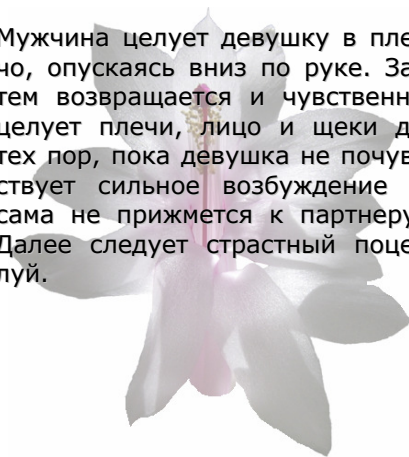 Мужчина целует девушку в пле
чо, опускаясь вниз по руке. За
тем возвращается и чувственн
целует плечи, лицо и щеки д
тех пор, пока девушка не почув
ствует сильное возбуждение
сама не прижмется к партнеру
Далее следует страстный поце
луй.